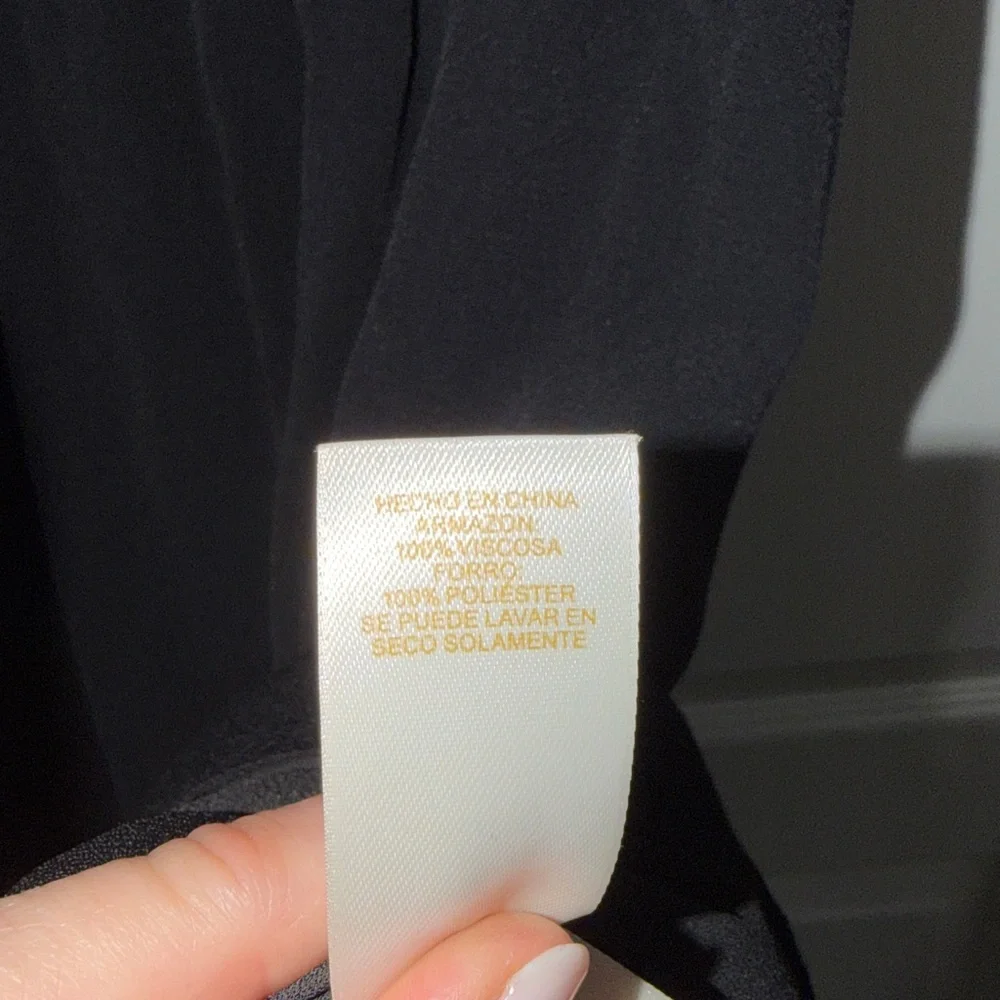 HECHO EN CHINA
ARMAZON:
100% VISCOSA
FORRO:
100% POLIÉSTER
SE PUEDE LAVAR EN
SECO SOLAMENTE